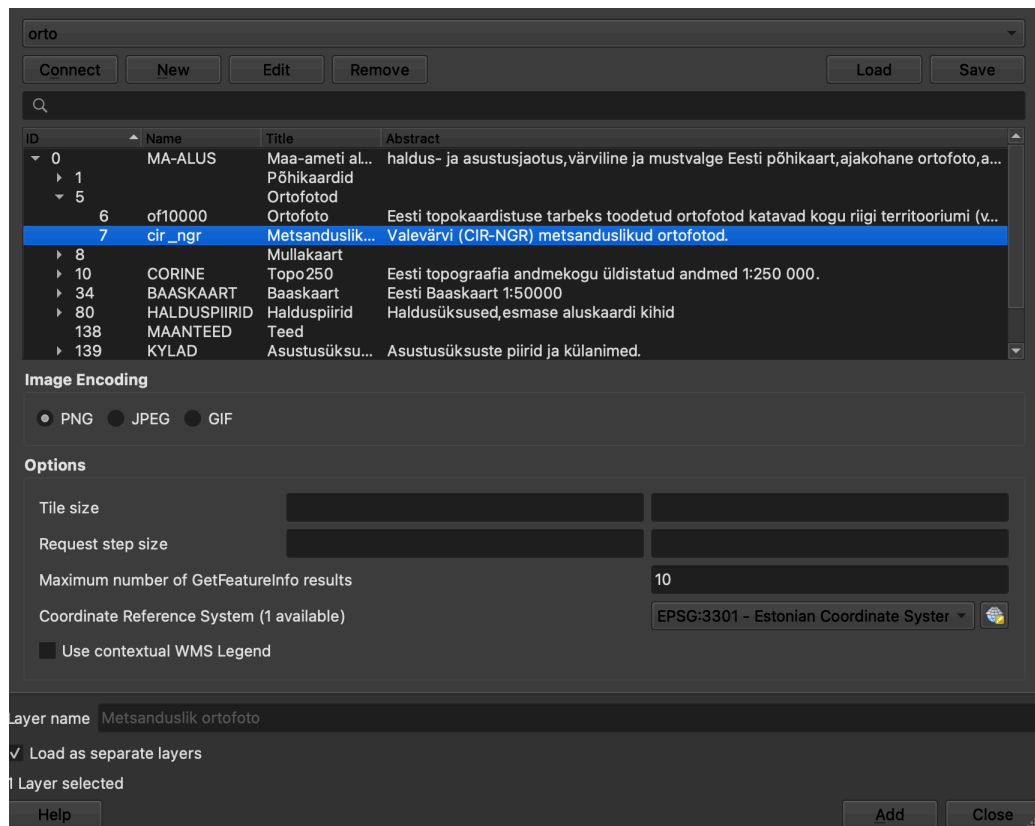 orto
Connect New Edit Remove Load Save
ID Name Title Abstract
0 MA-ALUS Maa-ameti al... haldus- ja asustusjaotus,värviline ja mustvalge Eesti põhikaart,ajakohane ortofoto,a...
1 Põhikaardid
5 Ortofotod
6 of10000 Ortofoto Eesti topokaardistuse tarbeks toodetud ortofotod katavad kogu riigi territooriumi (v...
7 cir_ngr Metsanduslik... Valevärvi (CIR-NGR) metsanduslikud ortofotod.
8 Mullakaart
10 CORINE Topo250 Eesti topograafia andmekogu üldistatud andmed 1:250 000.
34 BAASKAART Baaskaart Eesti Baaskaart 1:50000
80 HALDUSPIIRID Halduspiirid Haldusüksused,esmase aluskaardi kihid
138 MAANTEED Teed
139 KYLAD Asustusüksu... Asustusüksuste piirid ja külanimed.
Image Encoding
PNG JPEG GIF
Options
Tile size
Request step size
Maximum number of GetFeatureInfo results 10
Coordinate Reference System (1 available) EPSG:3301 - Estonian Coordinate Syster
Use contextual WMS Legend
Layer name Metsanduslik ortofoto
Load as separate layers
1 Layer selected
Help Add Close